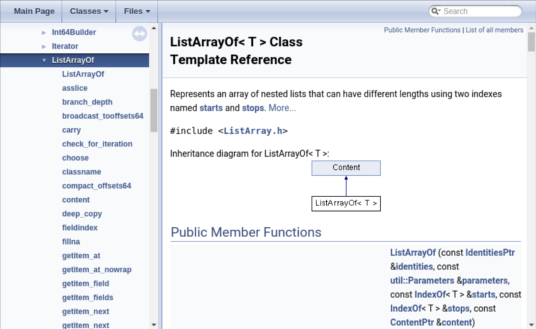 Main Page Classes Files Search
Int64Builder
Iterator
ListArrayOf
ListArrayOf
asslice
branch_depth
broadcast_tooffsets64
carry
check_for_iteration
choose
classname
compact_offsets64
content
deep_copy
fieldindex
fillna
getitem_at
getitem_at_nowrap
getitem_field
getitem_fields
getitem_next
getitem_next
Public Member Functions | List of all members
ListArrayOf< T > Class
Template Reference
Represents an array of nested lists that can have different lengths using two indexes
named starts and stops. More...
#include <ListArray.h>
Inheritance diagram for ListArrayOf< T >:
Content
ListArrayOf< T >
Public Member Functions
ListArrayOf (const IdentitiesPtr
&identities, const
util::Parameters &parameters,
const IndexOf< T > &starts, const
IndexOf< T > &stops, const
ContentPtr &content)